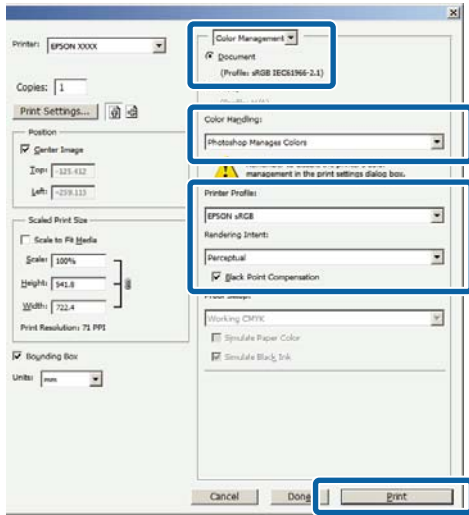 Printer: EPSON XXXX
Copies: 1
Print Settings...
Position
Center Image
Top: -125.412
Left: -259.115
Scaled Print Size
Scale to Fit Media
Scale: 100%
Height: 541.8
Width: 722.4
Print Resolution: 71 PPI
Bounding Box
Units: mm
Color Management
Document
(Profile: sRGB IEC61966-2.1)
Color Handling:
Photoshop Manages Colors
management in the print settings dialog box.
Printer Profile:
EPSON sRGB
Rendering Intent:
Perceptual
Black Point Compensation
Working CMYK
Simulate Paper Color
Simulate Black Ink
Cancel
Done
Print